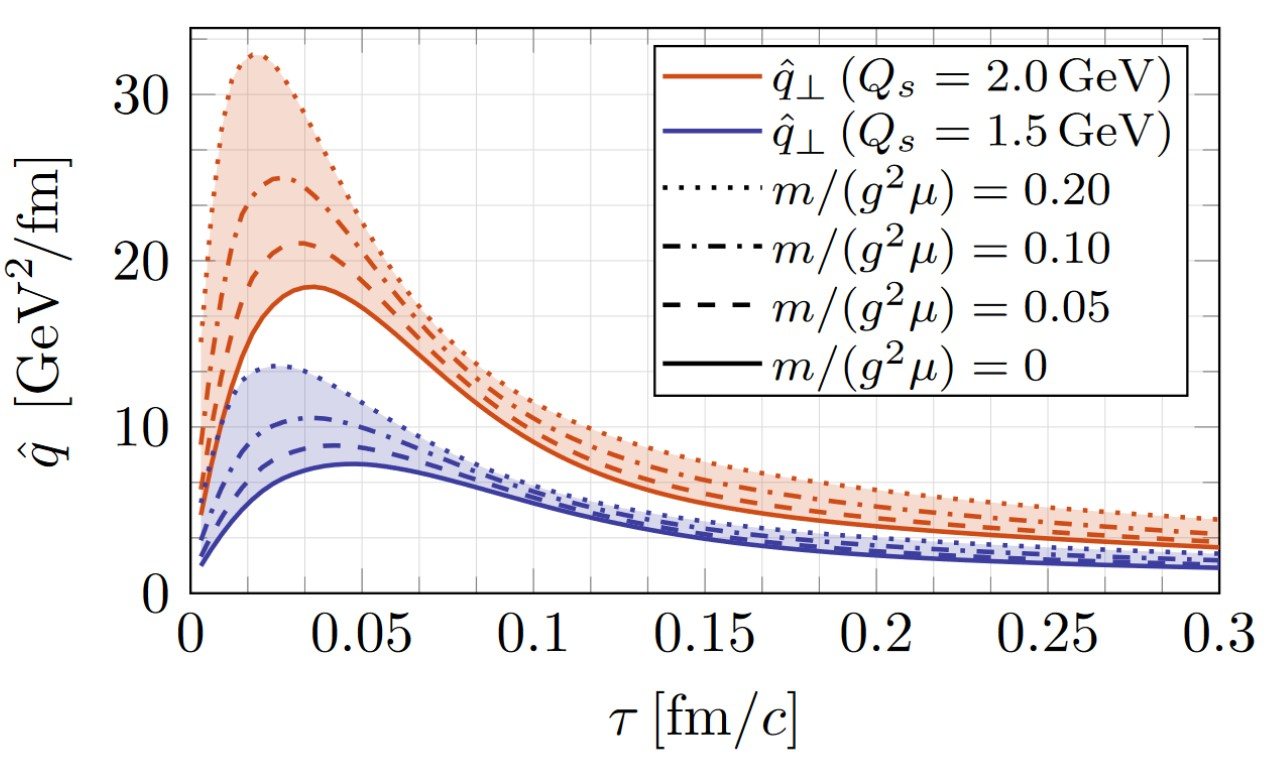 30
20
10
0
q̂ [GeV²/fm]
q̂⊥ (Qₛ = 2.0 GeV)
q̂⊥ (Qₛ = 1.5 GeV)
m/(g²μ) = 0.20
m/(g²μ) = 0.10
m/(g²μ) = 0.05
m/(g²μ) = 0
0 0.05 0.1 0.15 0.2 0.25 0.3
τ [fm/c]